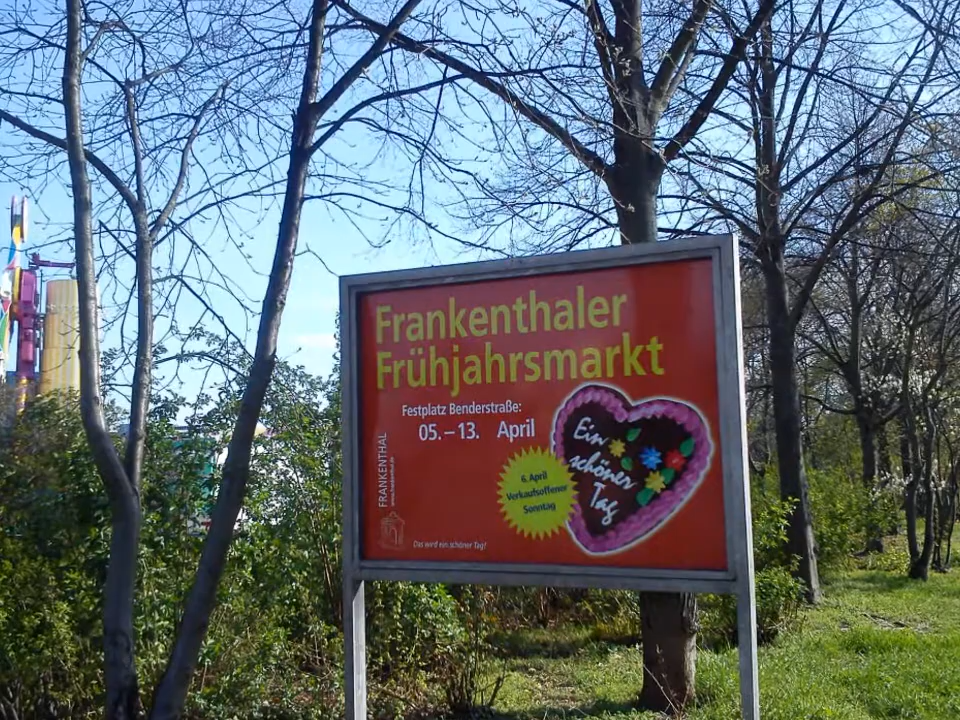 Frankenthaler
Frühjahrsmarkt
Festplatz Benderstraße:
05. – 13. April
Ein
schöner
Tag
6. April
Verkaufsoffener
Sonntag
FRANKENTHAL
Das wird ein schöner Tag!